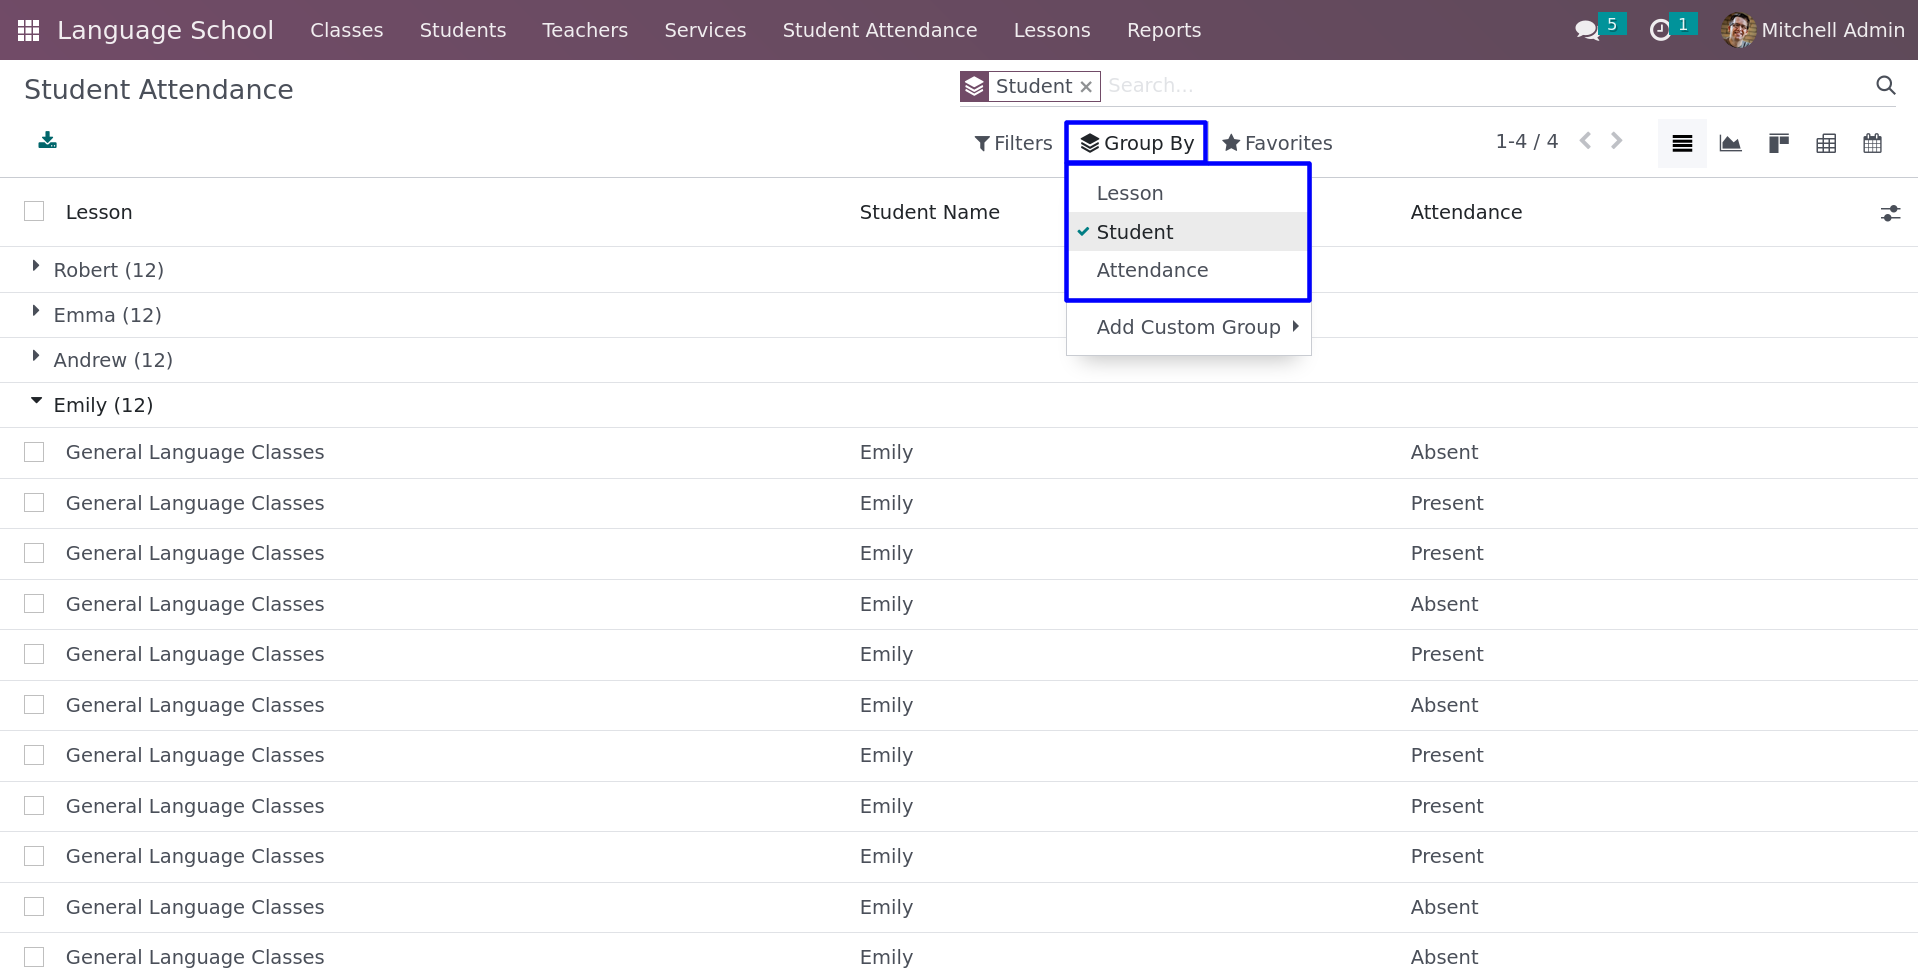 Language School Classes Students Teachers Services Student Attendance Lessons Reports 5 1 Mitchell Admin
Student Attendance
Student × Search...
Filters Group By Favorites 1-4 / 4
Lesson
Student
Attendance
Add Custom Group
Lesson Student Name Attendance
Robert (12)
Emma (12)
Andrew (12)
Emily (12)
General Language Classes Emily Absent
General Language Classes Emily Present
General Language Classes Emily Present
General Language Classes Emily Absent
General Language Classes Emily Present
General Language Classes Emily Absent
General Language Classes Emily Present
General Language Classes Emily Present
General Language Classes Emily Present
General Language Classes Emily Absent
General Language Classes Emily Absent